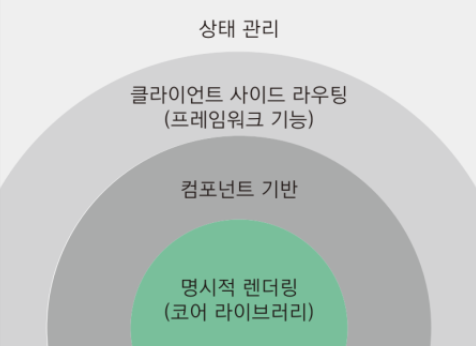 상태 관리
클라이언트 사이드 라우팅
(프레임워크 기능)
컴포넌트 기반
명시적 렌더링
(코어 라이브러리)